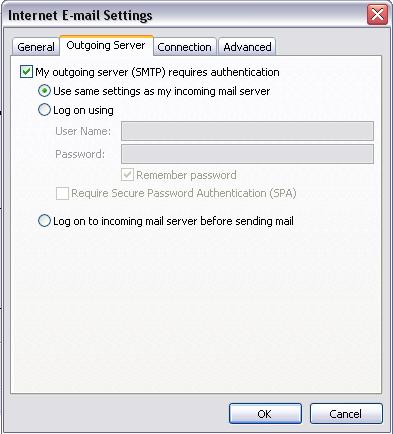 Internet E-mail Settings
General Outgoing Server Connection Advanced
My outgoing server (SMTP) requires authentication
Use same settings as my incoming mail server
Log on using
User Name:
Password:
Remember password
Require Secure Password Authentication (SPA)
Log on to incoming mail server before sending mail
OK Cancel